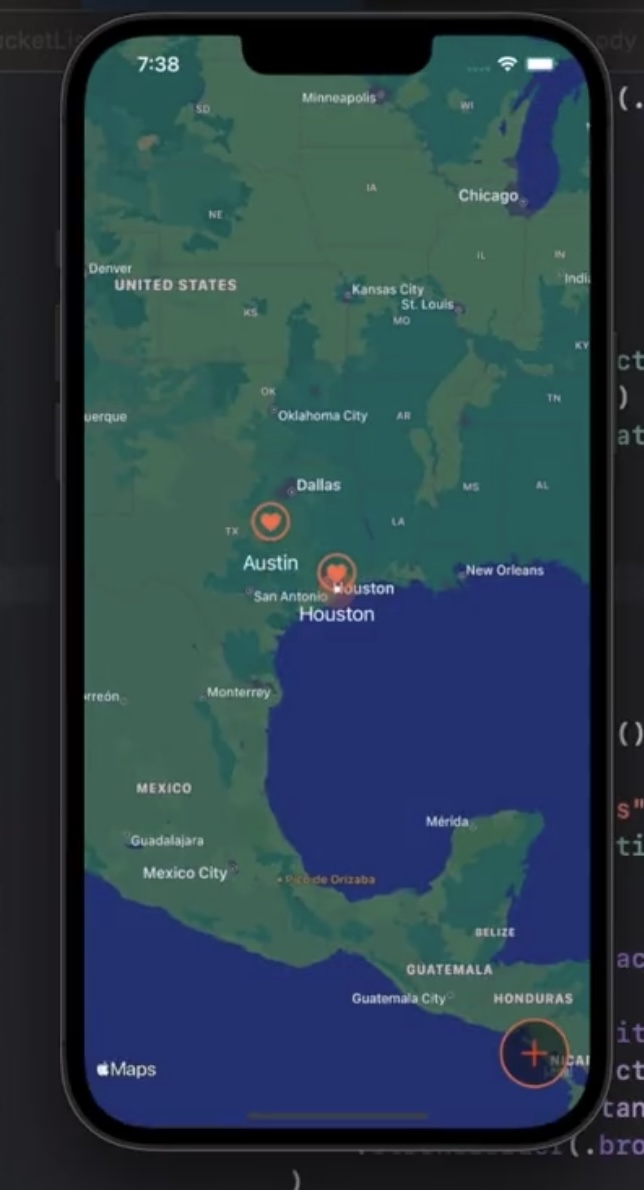 7:38
Minneapolis
SD
WI
IA
Chicago
NE
IL
IN
Denver
UNITED STATES
Kansas City
India
St. Louis
KS
MO
KY
OK
TN
uerque
Oklahoma City
AR
Dallas
MS
AL
TX
LA
Austin
New Orleans
San Antonio
Houston
Houston
rreón
Monterrey
MEXICO
Mérida
Guadalajara
Mexico City
Pico de Orizaba
BELIZE
GUATEMALA
Guatemala City
HONDURAS
+
NICAR
Maps
(.
ct
)
at
()
s"
ti
ac
it
ct
tan
(.bro
)